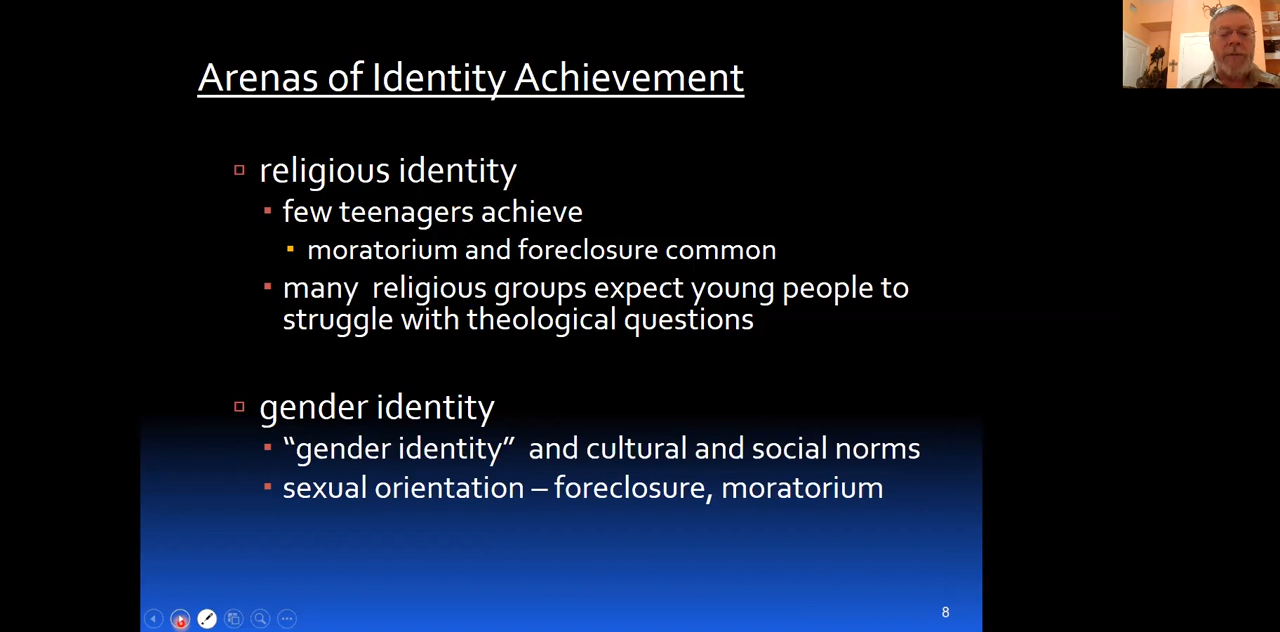 Arenas of Identity Achievement
religious identity
few teenagers achieve
moratorium and foreclosure common
many religious groups expect young people to
struggle with theological questions
gender identity
“gender identity” and cultural and social norms
sexual orientation – foreclosure, moratorium
8